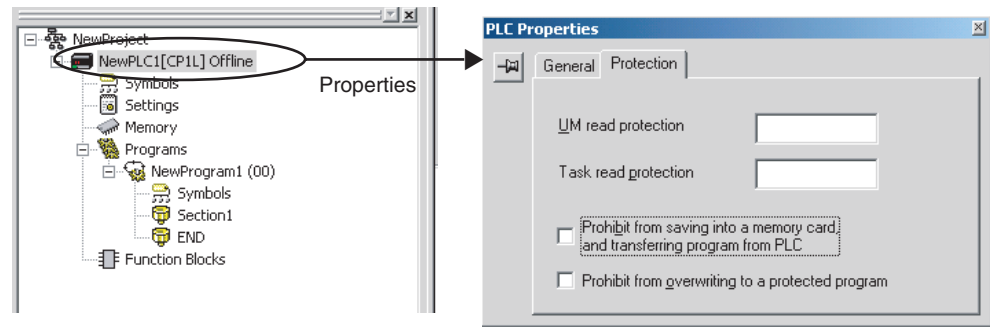 NewProject
NewPLC1[CP1L] Offline
Symbols
Settings
Memory
Programs
NewProgram1 (00)
Symbols
Section1
END
Function Blocks
Properties
PLC Properties
General
Protection
UM read protection
Task read protection
Prohibit from saving into a memory card,
and transferring program from PLC
Prohibit from overwriting to a protected program